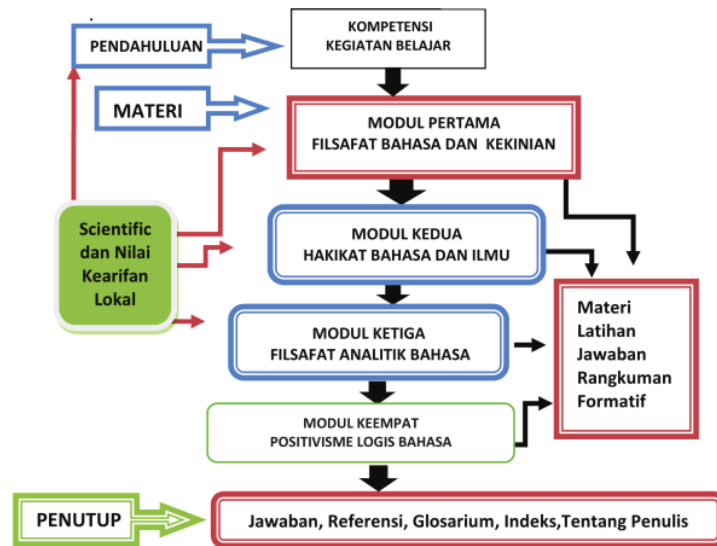 PENDAHULUAN
KOMPETENSI
KEGIATAN BELAJAR
MATERI
MODUL PERTAMA
FILSAFAT BAHASA DAN KEKINIAN
Scientific
dan Nilai
Kearifan
Lokal
MODUL KEDUA
HAKIKAT BAHASA DAN ILMU
MODUL KETIGA
FILSAFAT ANALITIK BAHASA
Materi
Latihan
Jawaban
Rangkuman
Formatif
MODUL KEEMPAT
POSITIVISME LOGIS BAHASA
PENUTUP
Jawaban, Referensi, Glosarium, Indeks,Tentang Penulis